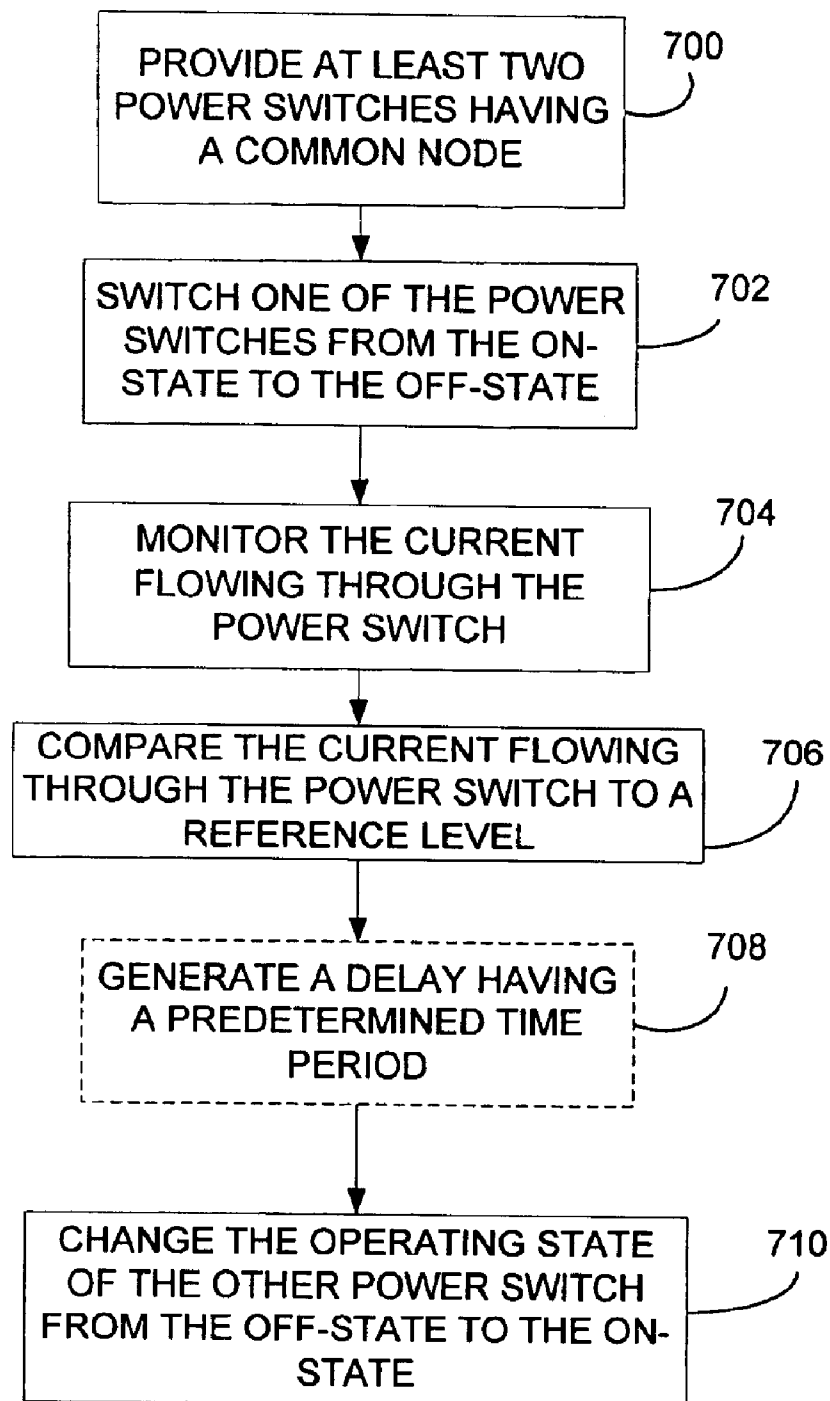 PROVIDE AT LEAST TWO
POWER SWITCHES HAVING
A COMMON NODE
700
SWITCH ONE OF THE POWER
SWITCHES FROM THE ON-
STATE TO THE OFF-STATE
702
MONITOR THE CURRENT
FLOWING THROUGH THE
POWER SWITCH
704
COMPARE THE CURRENT FLOWING
THROUGH THE POWER SWITCH TO A
REFERENCE LEVEL
706
GENERATE A DELAY HAVING
A PREDETERMINED TIME
PERIOD
708
CHANGE THE OPERATING STATE
OF THE OTHER POWER SWITCH
FROM THE OFF-STATE TO THE ON-
STATE
710